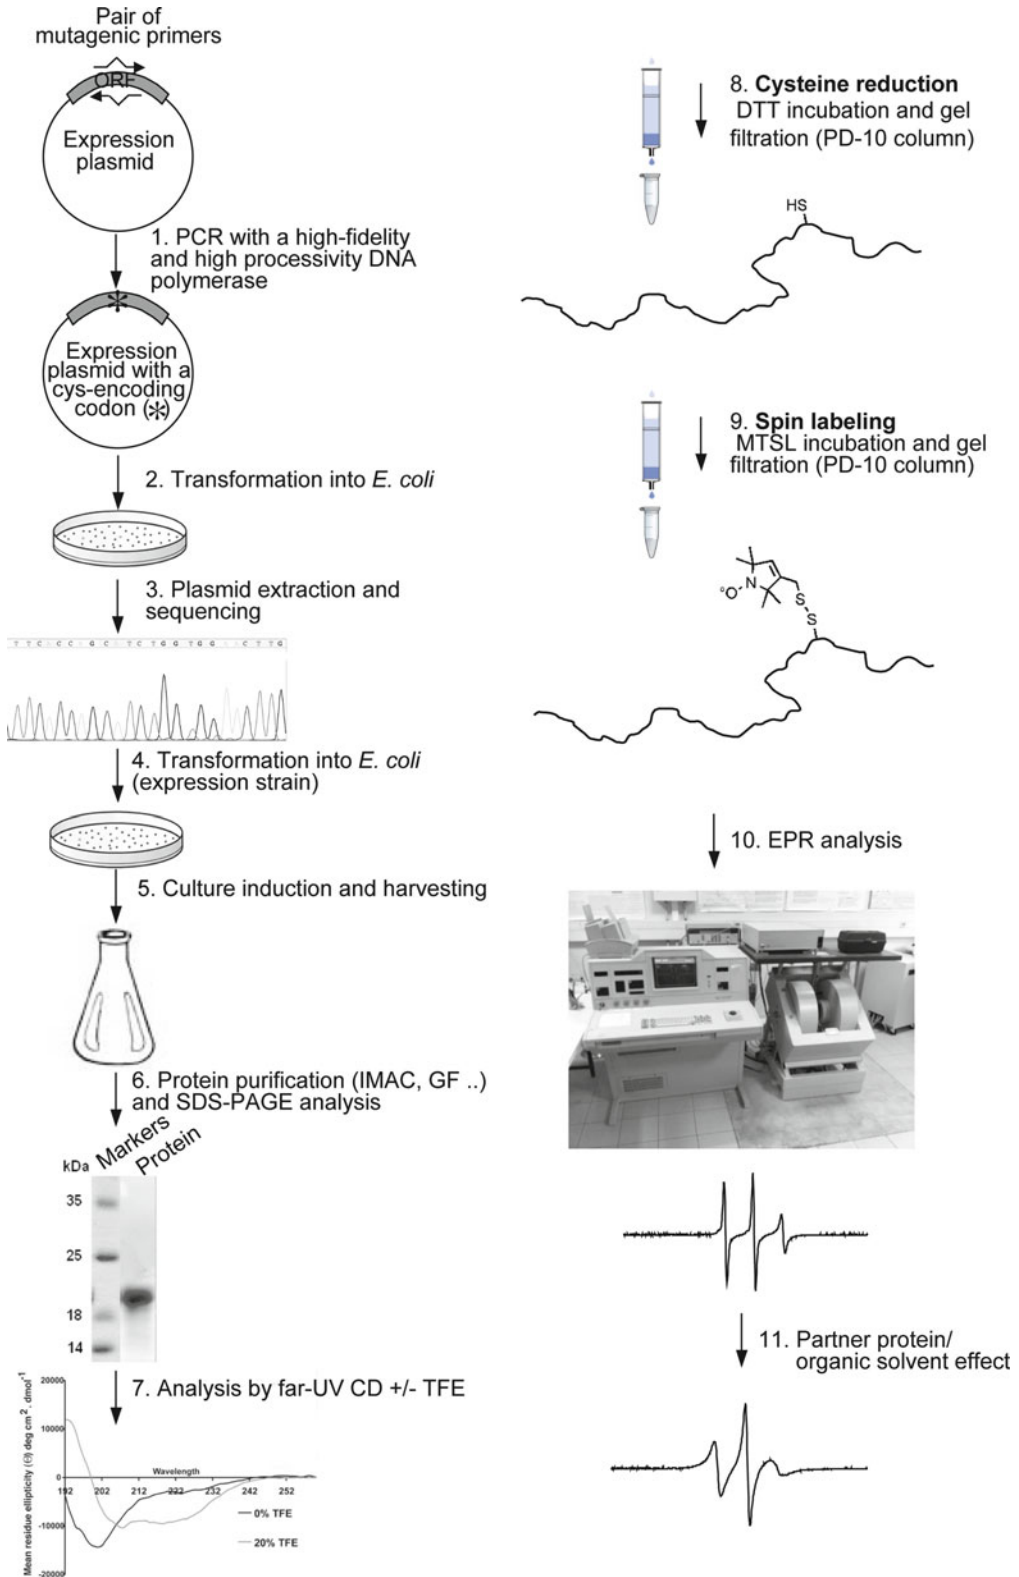 Pair of
mutagenic primers
ORF
Expression
plasmid
1. PCR with a high-fidelity
and high processivity DNA
polymerase
Expression
plasmid with a
cys-encoding
codon (✻)
2. Transformation into E. coli
3. Plasmid extraction and
sequencing
4. Transformation into E. coli
(expression strain)
5. Culture induction and harvesting
6. Protein purification (IMAC, GF ..)
and SDS-PAGE analysis
Markers
Protein
kDa
35
25
18
14
7. Analysis by far-UV CD +/- TFE
Mean residue ellipticity (Θ) deg cm², dmol⁻¹
20000
10000
0
-10000
-20000
Wavelength
192 202 212 222 232 242 252
0% TFE
20% TFE
8. Cysteine reduction
DTT incubation and gel
filtration (PD-10 column)
HS
9. Spin labeling
MTSL incubation and gel
filtration (PD-10 column)
°O
N
S
S
10. EPR analysis
11. Partner protein/
organic solvent effect